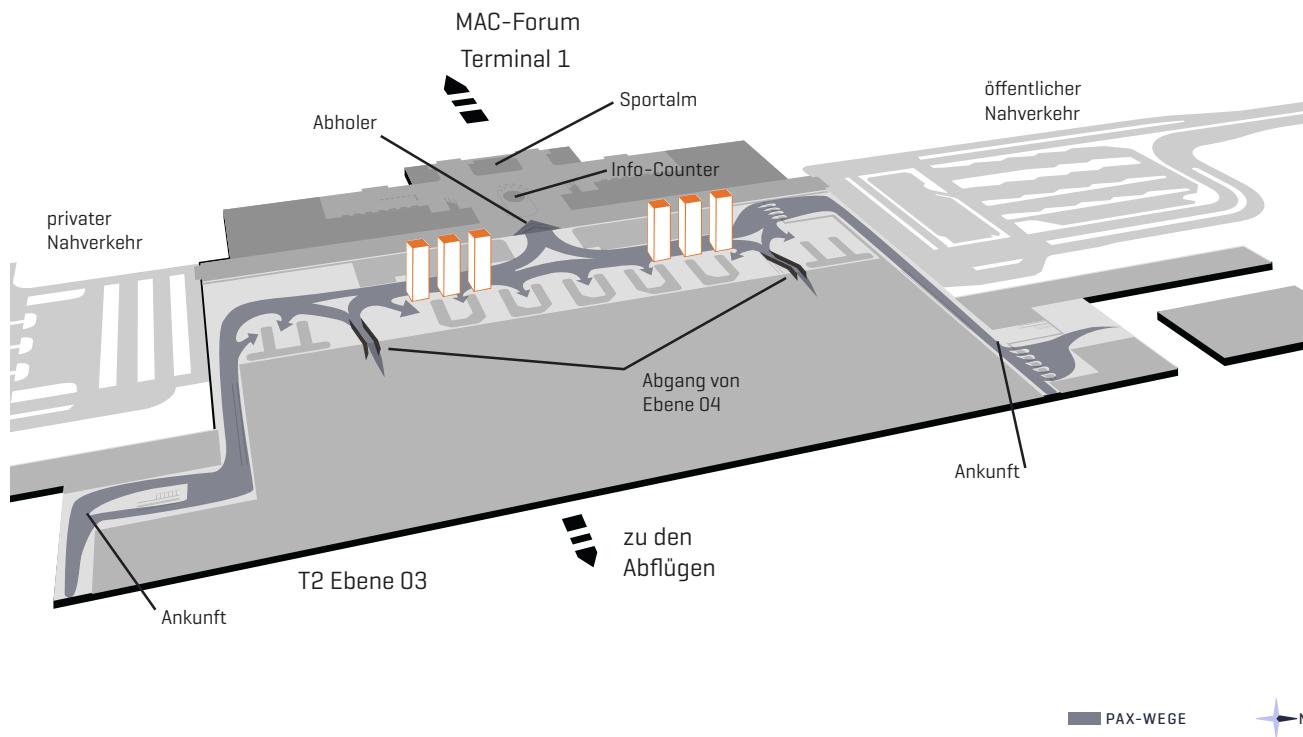 MAC-Forum
Terminal 1
Sportalm
öffentlicher
Nahverkehr
Abholer
Info-Counter
privater
Nahverkehr
Abgang von
Ebene 04
Ankunft
zu den
Abflügen
T2 Ebene 03
Ankunft
PAX-WEGE
N